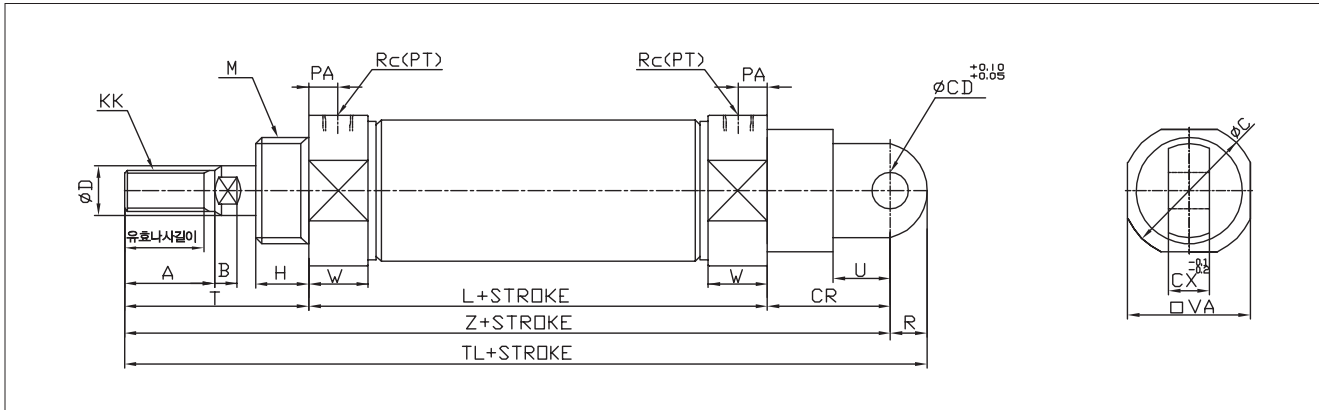 M
PA
Rc(PT)
Rc(PT)
PA
+0.10
+0.05
ØCD
KK
ØC
ØD
유효나사길이
A
B
H
W
W
U
-0.1
-0.2
CX
T
L+STROKE
CR
□VA
Z+STROKE
R
TL+STROKE